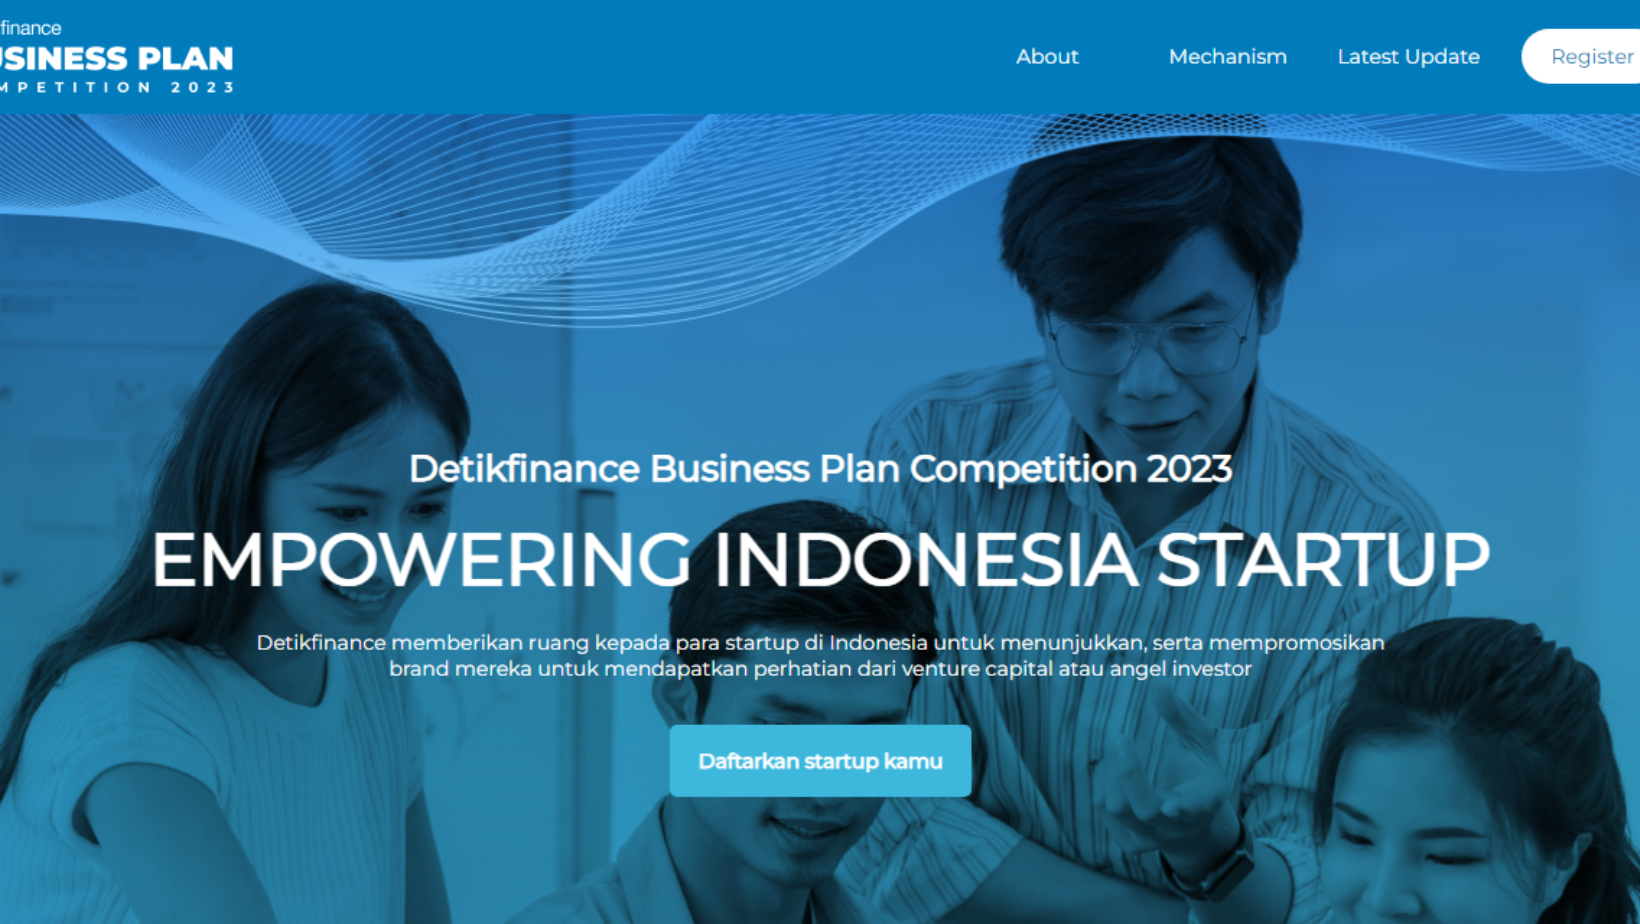 finance
USINESS PLAN
MPETITION 2023
About
Mechanism
Latest Update
Register
Detikfinance Business Plan Competition 2023
EMPOWERING INDONESIA STARTUP
Detikfinance memberikan ruang kepada para startup di Indonesia untuk menunjukkan, serta mempromosikan
brand mereka untuk mendapatkan perhatian dari venture capital atau angel investor
Daftarkan startup kamu